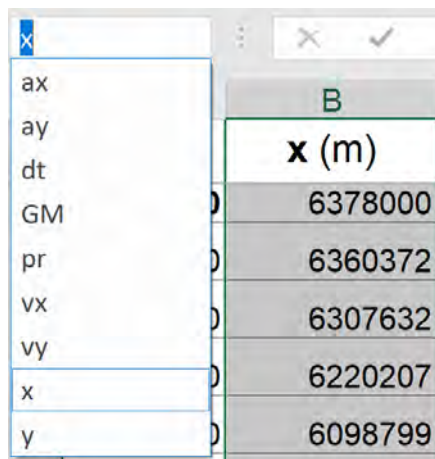 x
ax
ay
dt
GM
pr
vx
vy
x
y
B
x (m)
6378000
6360372
6307632
6220207
6098799